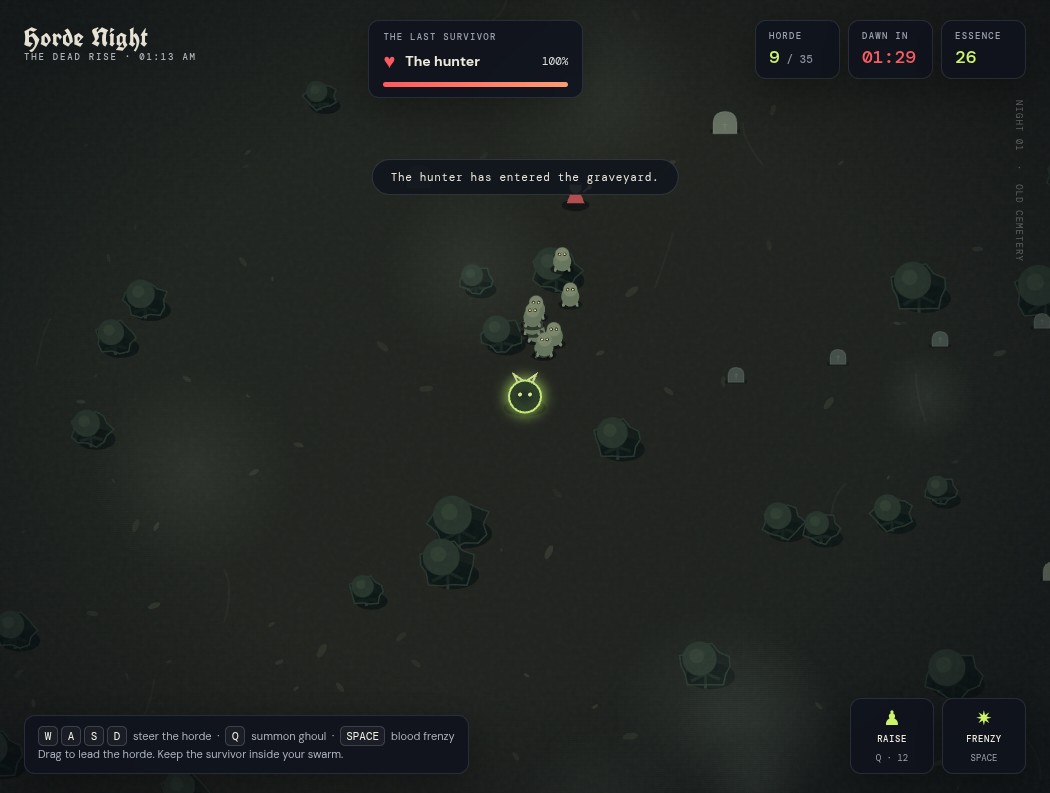 Horde Night
THE DEAD RISE · 01:13 AM
THE LAST SURVIVOR
The hunter 100%
HORDE
9 / 35
DAWN IN
01:29
ESSENCE
26
NIGHT 01 · OLD CEMETERY
The hunter has entered the graveyard.
W A S D steer the horde · Q summon ghoul · SPACE blood frenzy
Drag to lead the horde. Keep the survivor inside your swarm.
RAISE
Q · 12
FRENZY
SPACE